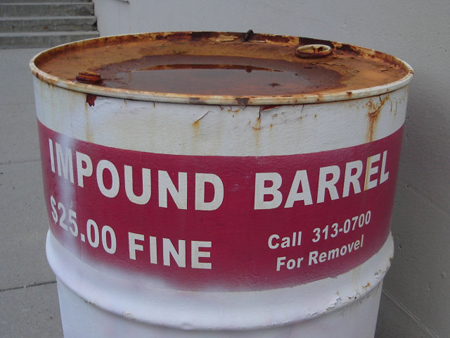 IMPOUND BARREL
$25.00 FINE
Call 313-0700
For Removel